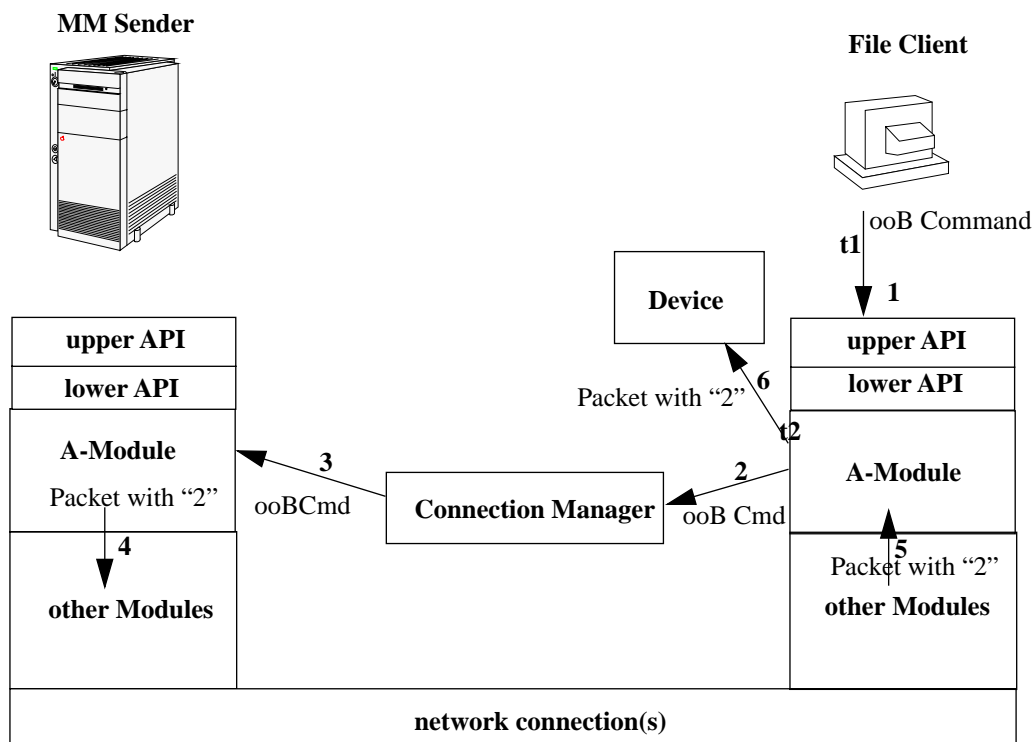 MM Sender
File Client
ooB Command
t1
1
Device
upper API
upper API
lower API
lower API
6
Packet with “2”
t2
A-Module
3
2
A-Module
Packet with “2”
ooBCmd
Connection Manager
ooB Cmd
4
5
Packet with “2”
other Modules
other Modules
network connection(s)